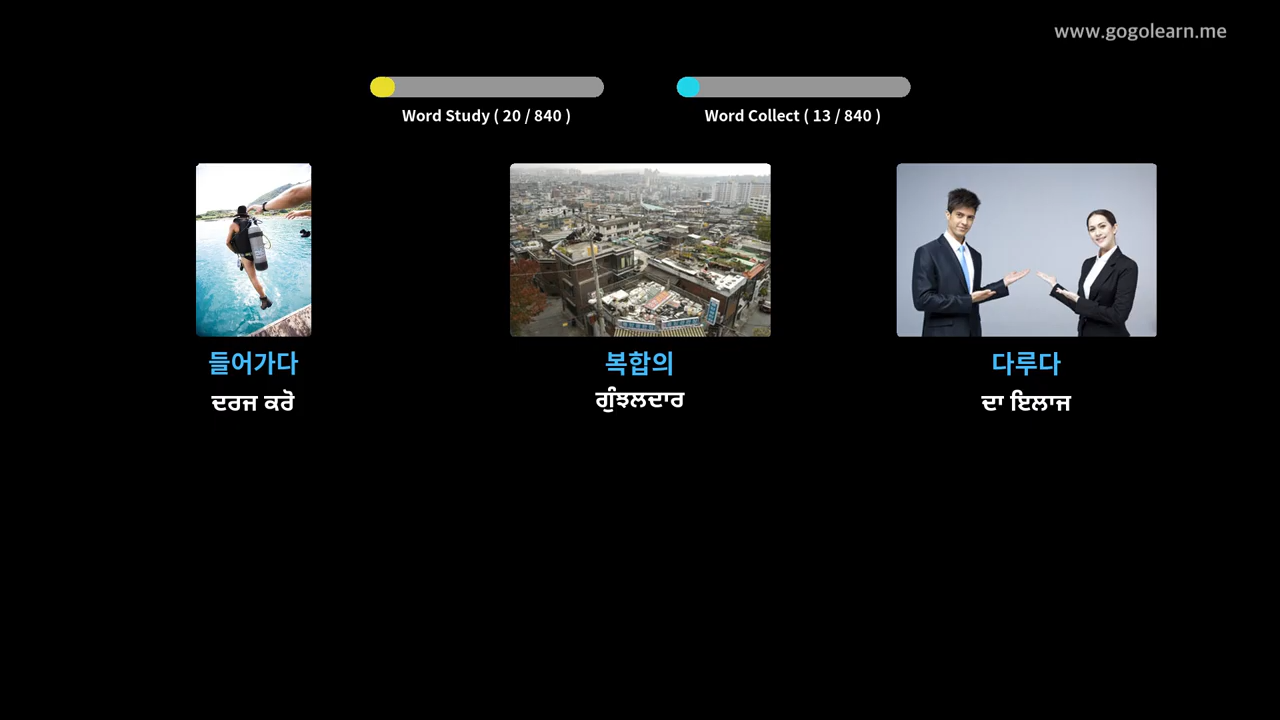 www.gogolearn.me
Word Study ( 20 / 840 )
Word Collect ( 13 / 840 )
들어가다
복합의
다루다
ਦਰਜ ਕਰੋ
ਗੁੰਝਲਦਾਰ
ਦਾ ਇਲਾਜ